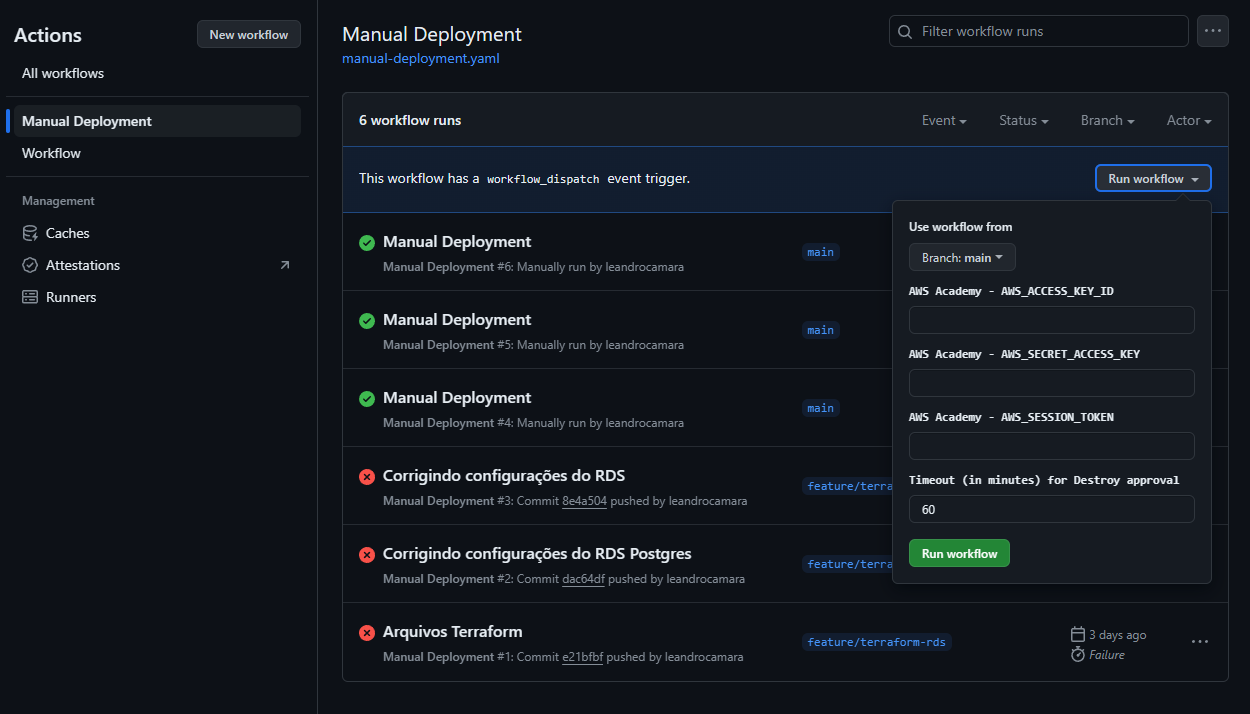 Actions
New workflow
All workflows
Manual Deployment
Workflow
Management
Caches
Attestations
Runners
Manual Deployment
manual-deployment.yaml
Filter workflow runs
6 workflow runs
Event
Status
Branch
Actor
This workflow has a workflow_dispatch event trigger.
Run workflow
Manual Deployment
Manual Deployment #6: Manually run by leandrocamara
main
Manual Deployment
Manual Deployment #5: Manually run by leandrocamara
main
Manual Deployment
Manual Deployment #4: Manually run by leandrocamara
main
Corrigindo configurações do RDS
Manual Deployment #3: Commit 8e4a504 pushed by leandrocamara
feature/terra
Corrigindo configurações do RDS Postgres
Manual Deployment #2: Commit dac64df pushed by leandrocamara
feature/terra
Arquivos Terraform
Manual Deployment #1: Commit e21bfbf pushed by leandrocamara
feature/terraform-rds
3 days ago
Failure
Use workflow from
Branch: main
AWS Academy - AWS_ACCESS_KEY_ID
AWS Academy - AWS_SECRET_ACCESS_KEY
AWS Academy - AWS_SESSION_TOKEN
Timeout (in minutes) for Destroy approval
60
Run workflow